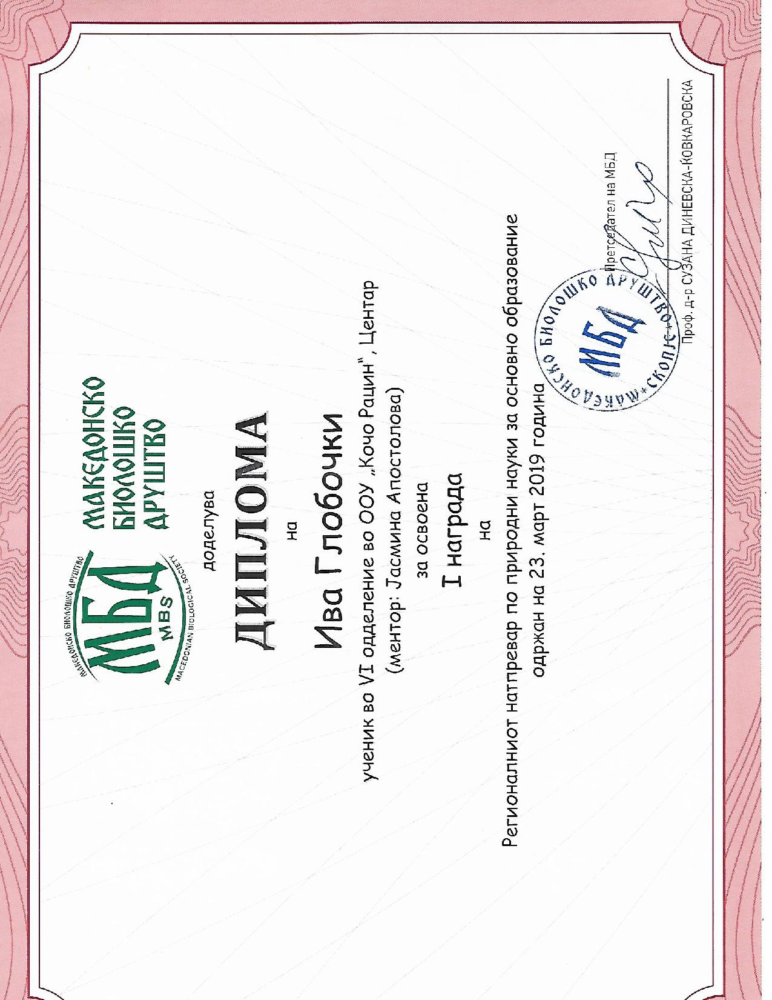 МАКЕДОНСКО БИОЛОШКО ДРУШТВО
МБД
MBS
MACEDONIAN BIOLOGICAL SOCIETY
МАКЕДОНСКО
БИОЛОШКО
ДРУШТВО
доделува
ДИПЛОМА
на
Ива Глобочки
ученик во VI одделение во ООУ „Кочо Рацин“, Центар
(ментор: Јасмина Апостолова)
за освоена
I награда
на
Регионалниот натпревар по природни науки за основно образование
одржан на 23. март 2019 година
МАКЕДОНСКО БИОЛОШКО ДРУШТВО
СКОПЈЕ
МБД
Претседател на МБД
Проф. д-р СУЗАНА ДИНЕВСКА-ЌОВКАРОВСКА